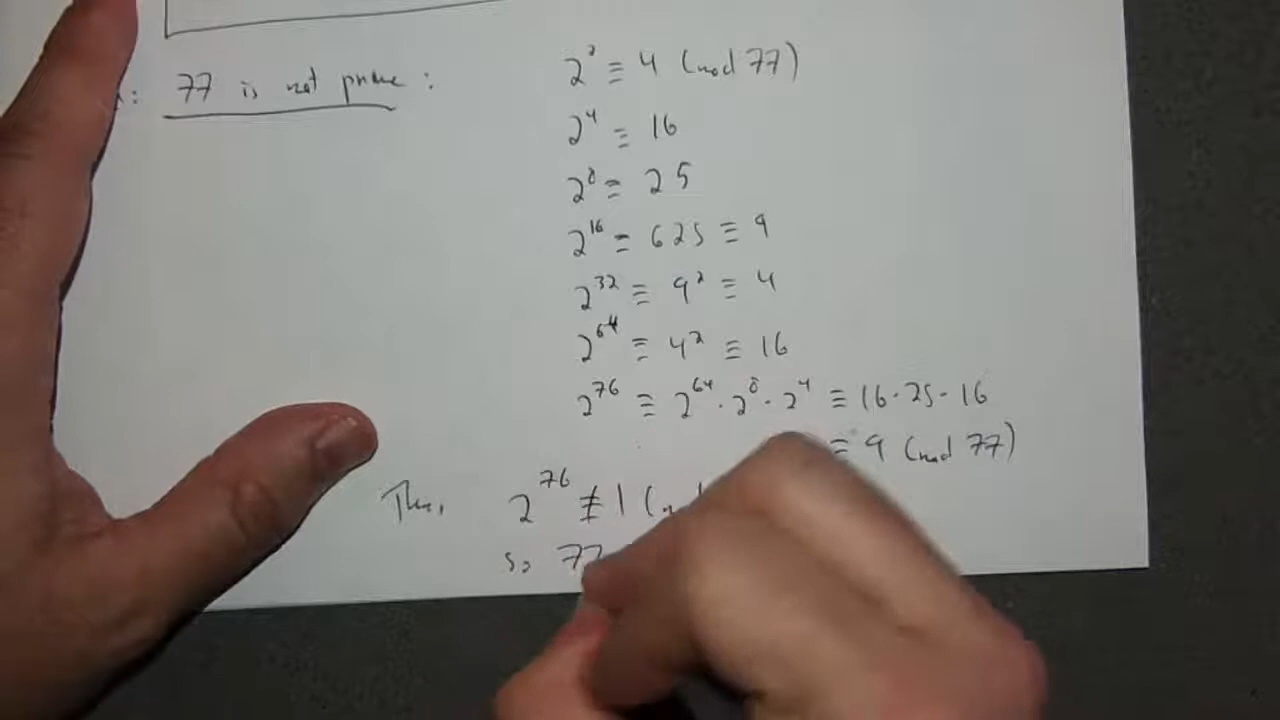 : 77 is not prime :
2² ≡ 4 (mod 77)
2⁴ ≡ 16
2⁸ ≡ 25
2¹⁶ ≡ 625 ≡ 9
2³² ≡ 9² ≡ 4
2⁶⁴ ≡ 4² ≡ 16
2⁷⁶ ≡ 2⁶⁴ · 2⁸ · 2⁴ ≡ 16 · 25 · 16
≡ 9 (mod 77)
Thus, 2⁷⁶ ≢ 1 (
so 77